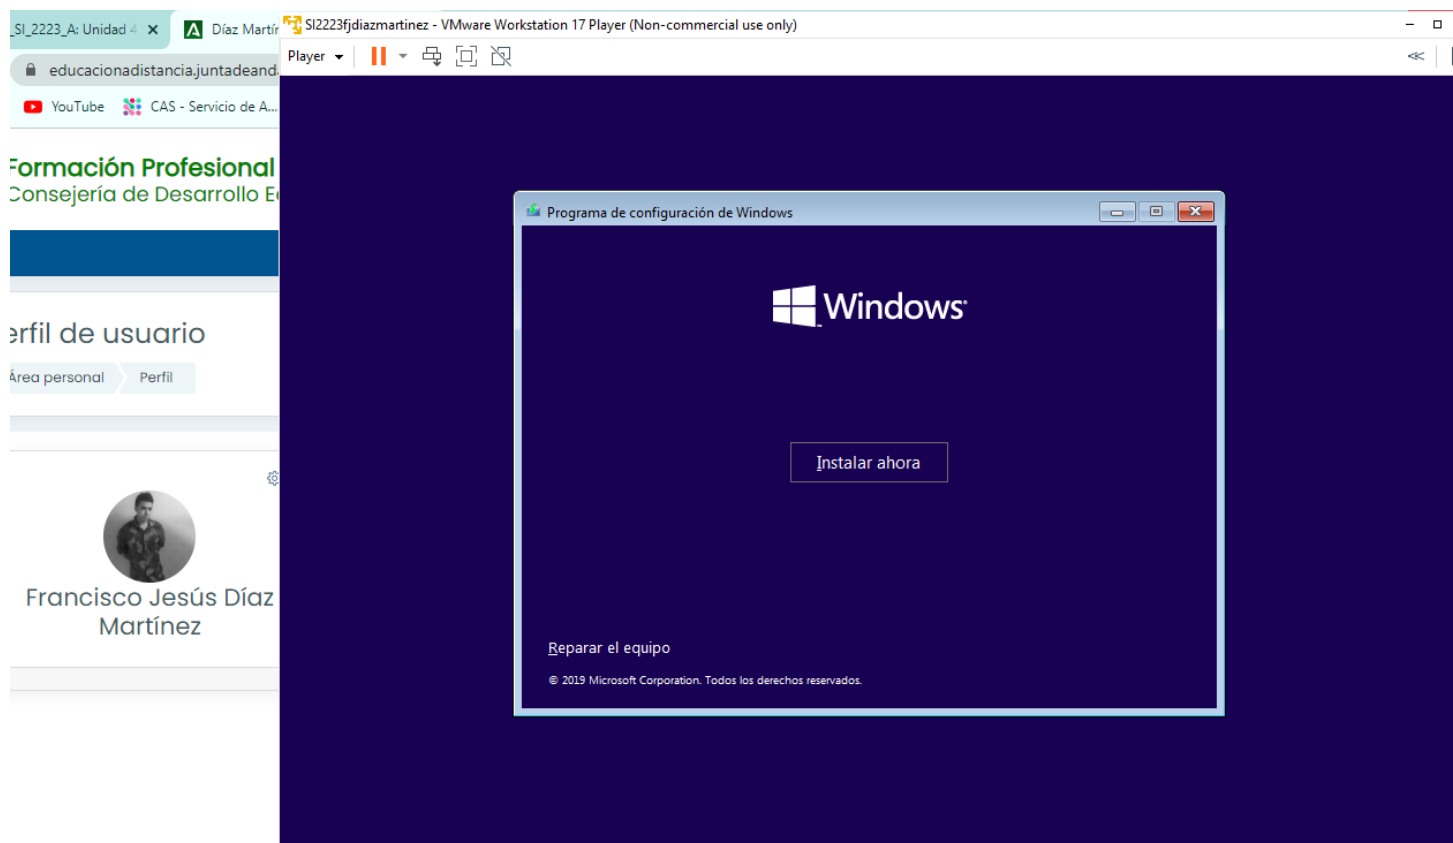 _SI_2223_A: Unidad 4
Díaz Martín
SI2223fjdiazmartinez - VMware Workstation 17 Player (Non-commercial use only)
educacionadistancia.juntadeand
Player
YouTube
CAS - Servicio de A...
Formación Profesional
Consejería de Desarrollo E
Programa de configuración de Windows
Windows
erfil de usuario
Área personal
Perfil
Instalar ahora
Francisco Jesús Díaz
Martínez
Reparar el equipo
© 2019 Microsoft Corporation. Todos los derechos reservados.